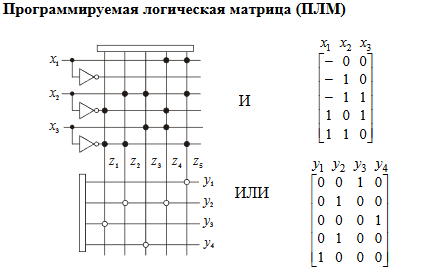 Программируемая логическая матрица (ПЛМ)
x1
x2
x3
z1 z2 z3 z4 z5
y1
y2
y3
y4
И
ИЛИ
x1 x2 x3
− 0 0
− 1 0
− 1 1
1 0 1
1 1 0
y1 y2 y3 y4
0 0 1 0
0 1 0 0
0 0 0 1
0 1 0 0
1 0 0 0